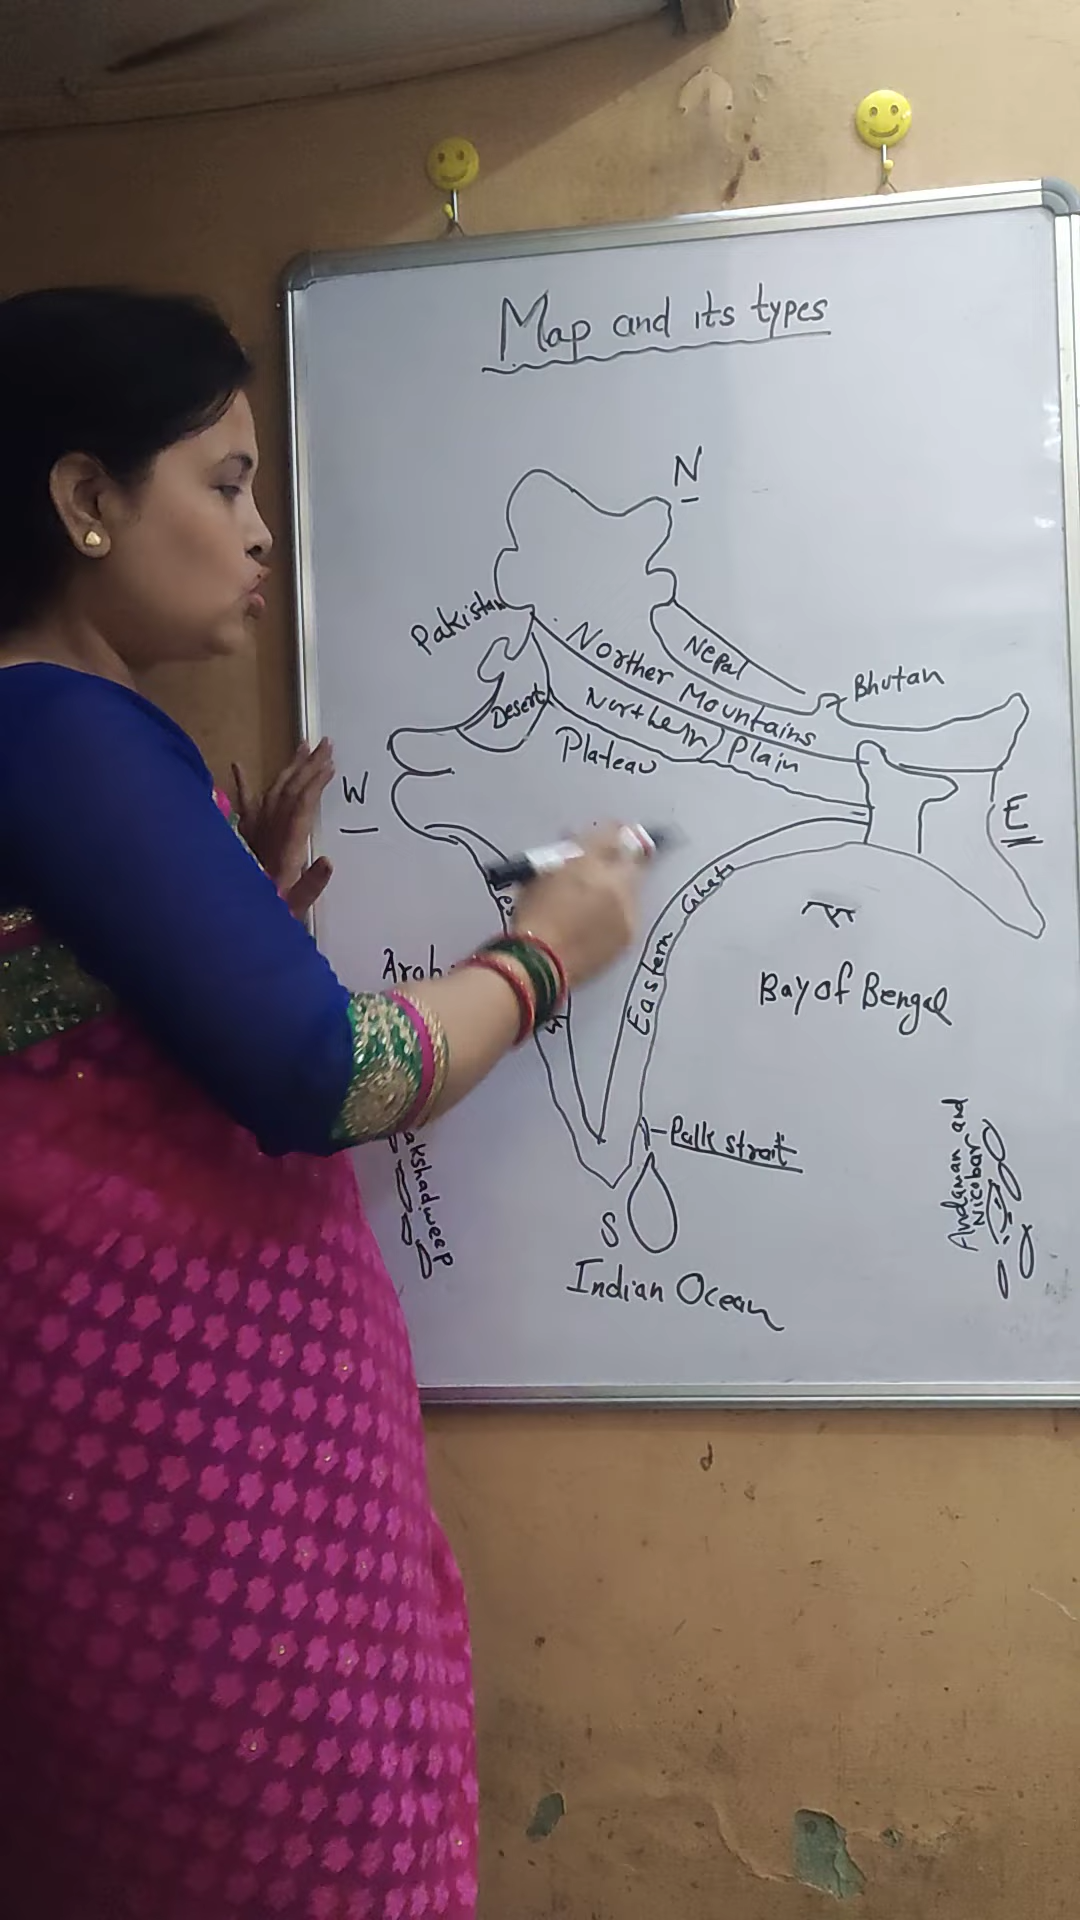 Map and its types
N
Pakistan
Nepal
Bhutan
Norther Mountains
Northern Plain
Desert
Plateau
W
E
Eastern Ghats
Bay of Bengal
Palk strait
Andaman and
Nicobar
S
Indian Ocean